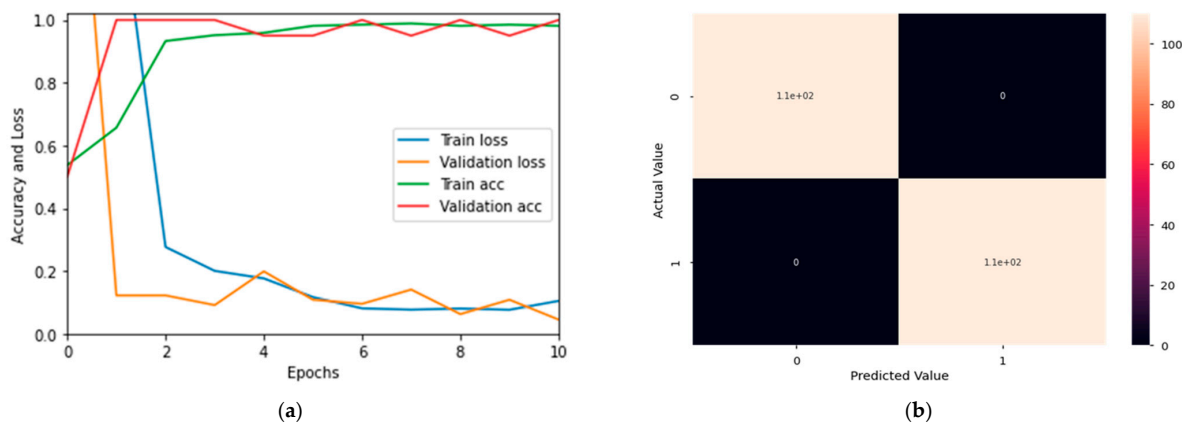 1.0
0.8
0.6
0.4
0.2
0.0
Accuracy and Loss
Train loss
Validation loss
Train acc
Validation acc
0 2 4 6 8 10
Epochs
(a)
Actual Value
0
1
1.1e+02 0
0 1.1e+02
0 1
Predicted Value
100
80
60
40
20
0
(b)